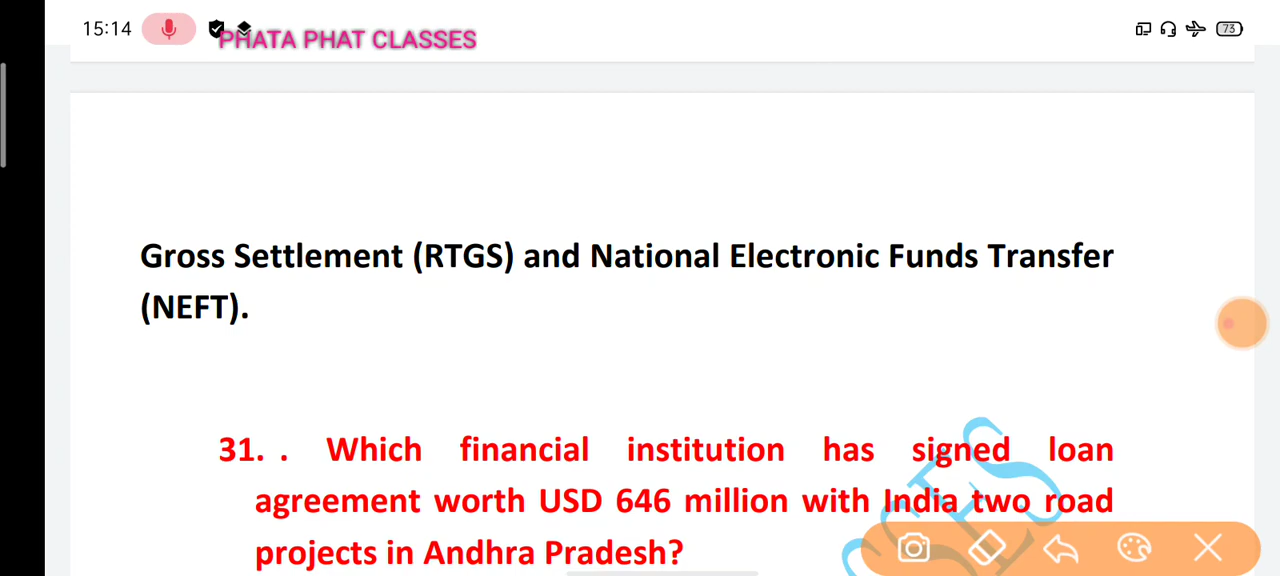 15:14
PHATA PHAT CLASSES
73
Gross Settlement (RTGS) and National Electronic Funds Transfer
(NEFT).
31. . Which financial institution has signed loan
agreement worth USD 646 million with India two road
projects in Andhra Pradesh?